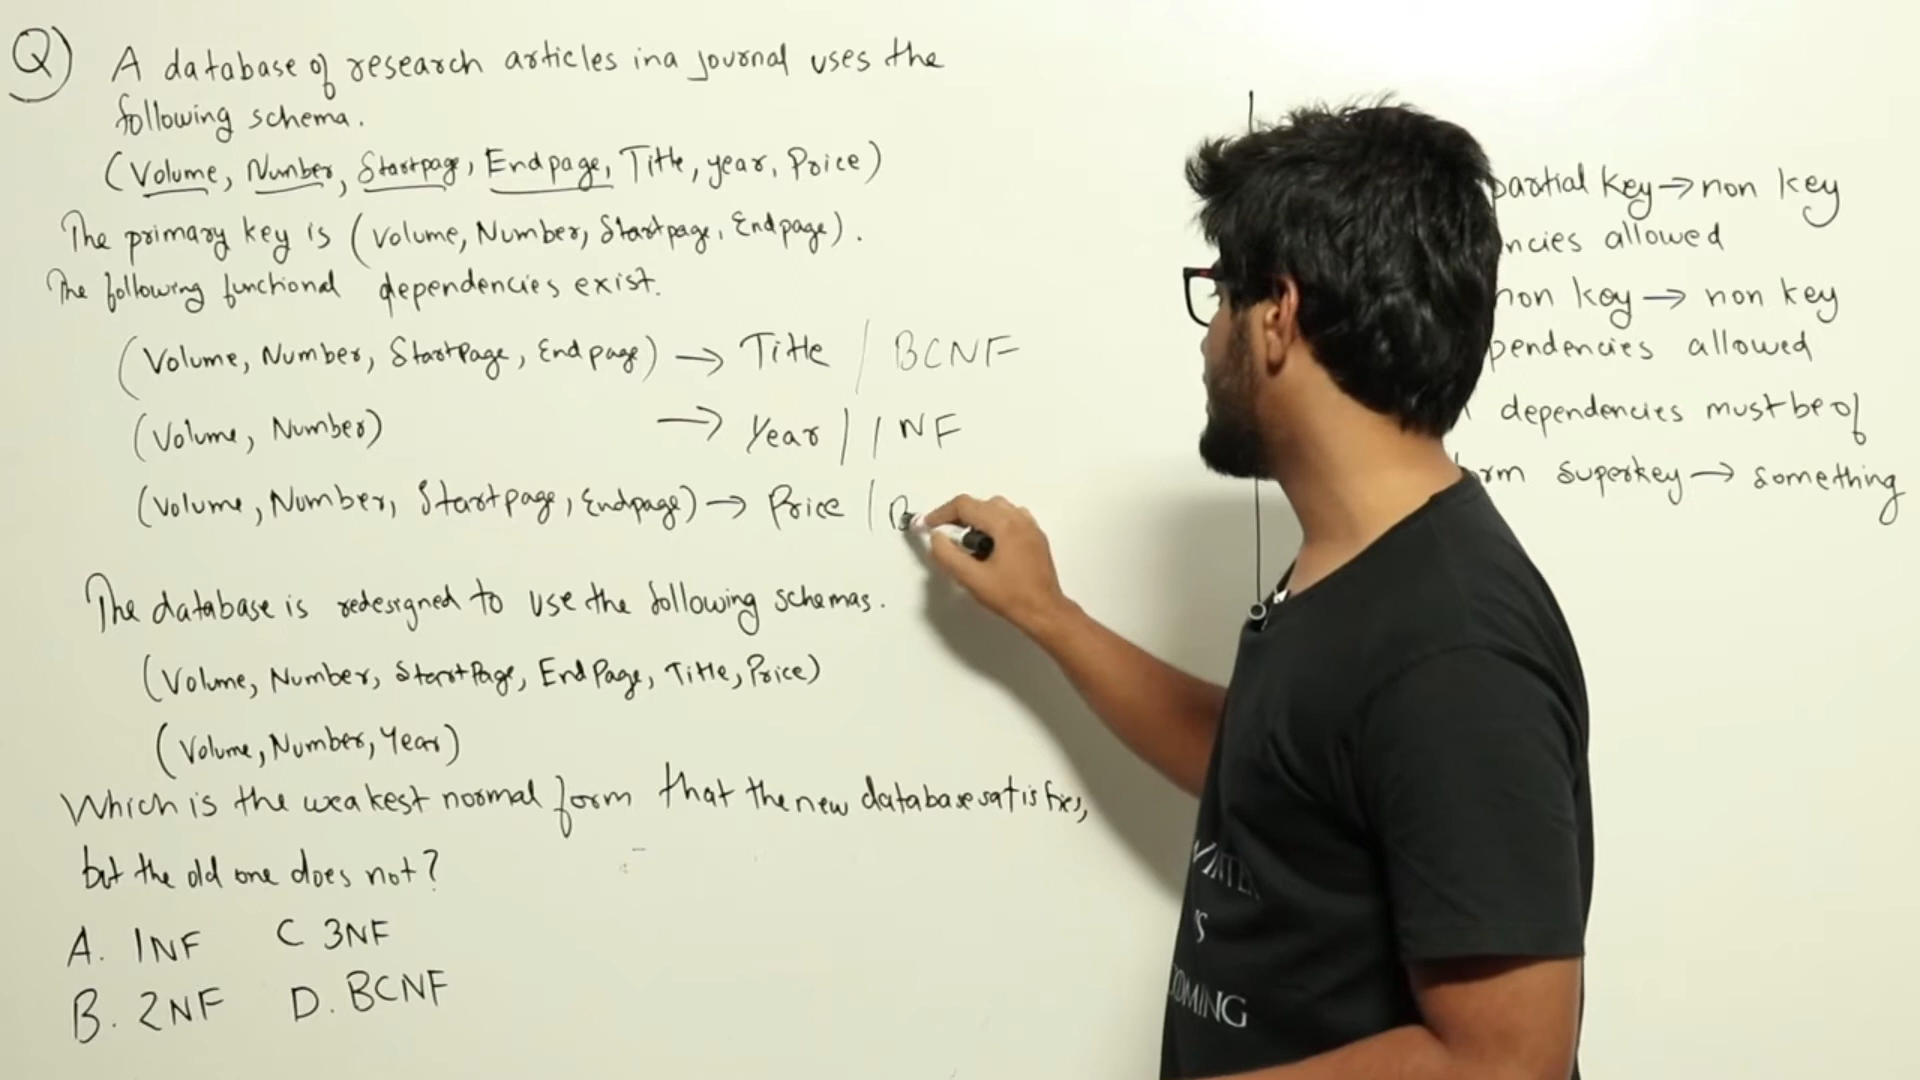 Q) A database of research articles in a journal uses the
following schema.
(Volume, Number, Startpage, Endpage, Title, year, Price)
The primary key is (Volume, Number, Startpage, Endpage).
The following functional dependencies exist.
(Volume, Number, StartPage, Endpage) → Title / BCNF
(Volume, Number) → Year / 1NF
(Volume, Number, Startpage, Endpage) → Price /
The database is redesigned to use the following schemas.
(Volume, Number, StartPage, EndPage, Title, Price)
(Volume, Number, Year)
Which is the weakest normal form that the new database satisfies,
but the old one does not?
A. 1NF C 3NF
B. 2NF D. BCNF
partial key → non key
ncies allowed
non key → non key
pendencies allowed
dependencies must be of
superkey → something
IS
COMING